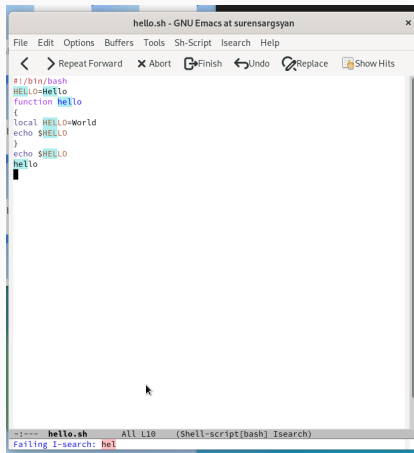 hello.sh - GNU Emacs at surensargsyan
File Edit Options Buffers Tools Sh-Script Isearch Help
Repeat Forward Abort Finish Undo Replace Show Hits
#!/bin/bash
HELLO=Hello
function hello
{
local HELLO=World
echo $HELLO
}
echo $HELLO
hello
-:--- hello.sh All L10 (Shell-script[bash] Isearch)
Failing I-search: hel